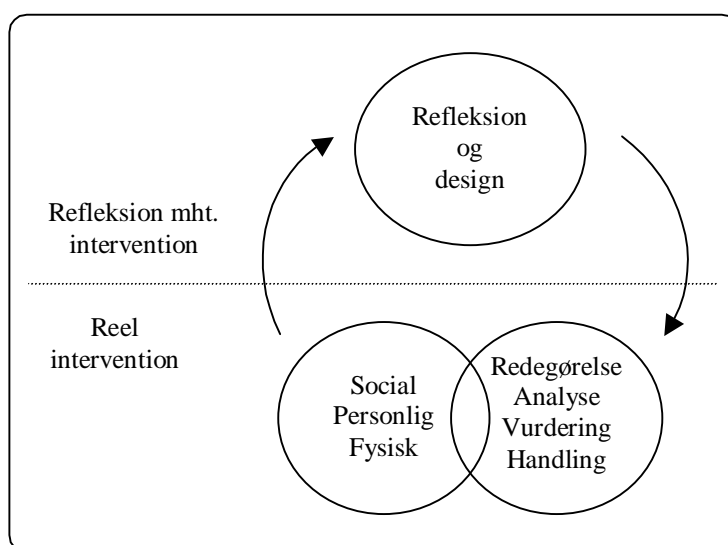 Refleksion
og
design
Refleksion mht.
intervention
Reel
intervention
Social
Personlig
Fysisk
Redegørelse
Analyse
Vurdering
Handling